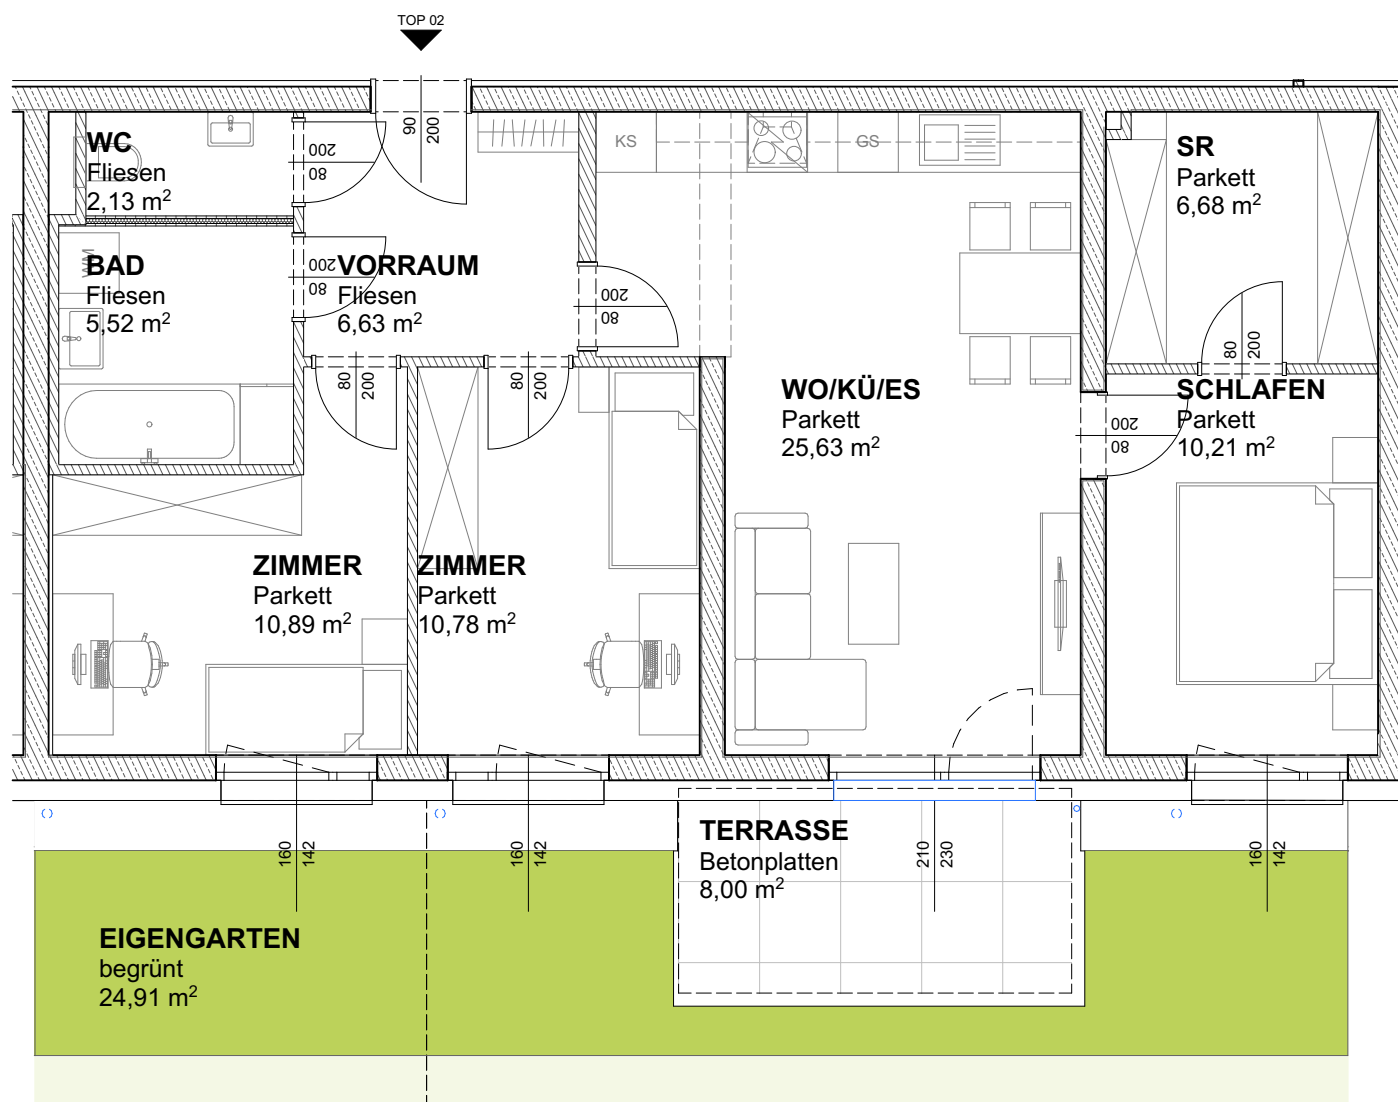 TOP 02
90
200
WC
Fliesen
2,13 m²
200
80
KS
GS
SR
Parkett
6,68 m²
WM
BAD
Fliesen
5,52 m²
200
80
VORRAUM
Fliesen
6,63 m²
200
80
80
200
80
200
80
200
WO/KÜ/ES
Parkett
25,63 m²
200
80
SCHLAFEN
Parkett
10,21 m²
ZIMMER
Parkett
10,89 m²
ZIMMER
Parkett
10,78 m²
160
142
160
142
TERRASSE
Betonplatten
8,00 m²
210
230
160
142
EIGENGARTEN
begrünt
24,91 m²